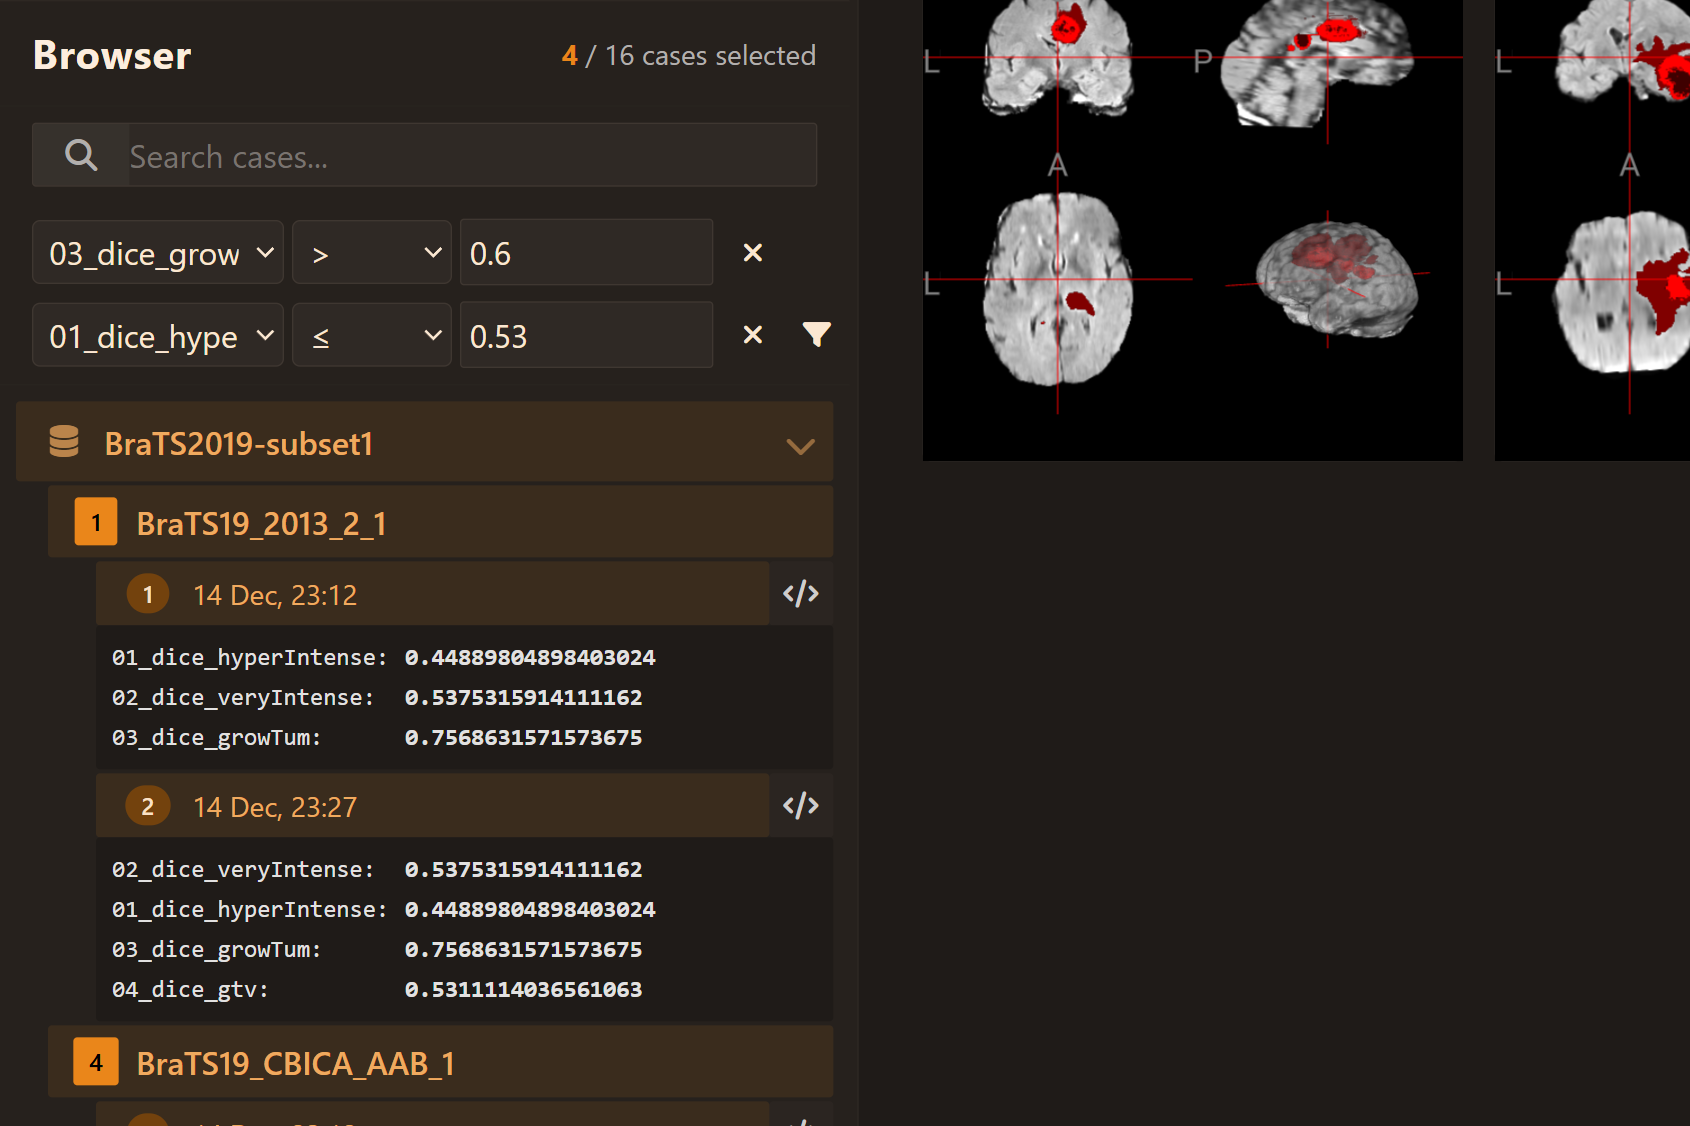 Browser
4 / 16 cases selected
Search cases...
03_dice_grow > 0.6
01_dice_hype ≤ 0.53
BraTS2019-subset1
1 BraTS19_2013_2_1
1 14 Dec, 23:12
01_dice_hyperIntense: 0.44889804898403024
02_dice_veryIntense: 0.5375315914111162
03_dice_growTum: 0.7568631571573675
2 14 Dec, 23:27
02_dice_veryIntense: 0.5375315914111162
01_dice_hyperIntense: 0.44889804898403024
03_dice_growTum: 0.7568631571573675
04_dice_gtv: 0.5311114036561063
4 BraTS19_CBICA_AAB_1
L P L
A A
L L